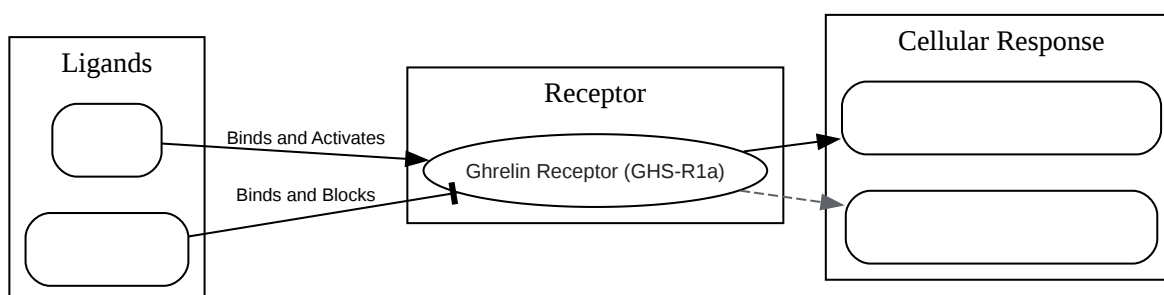 Ligands
Receptor
Cellular Response
Binds and Activates
Ghrelin Receptor (GHS-R1a)
Binds and Blocks